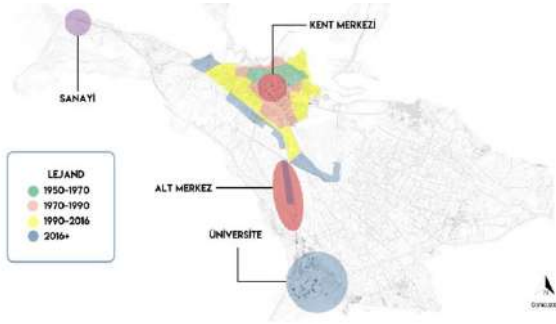 KENT MERKEZİ
SANAYİ
LEJAND
1950-1970
1970-1990
1990-2016
2016+
ALT MERKEZ
ÜNİVERSİTE